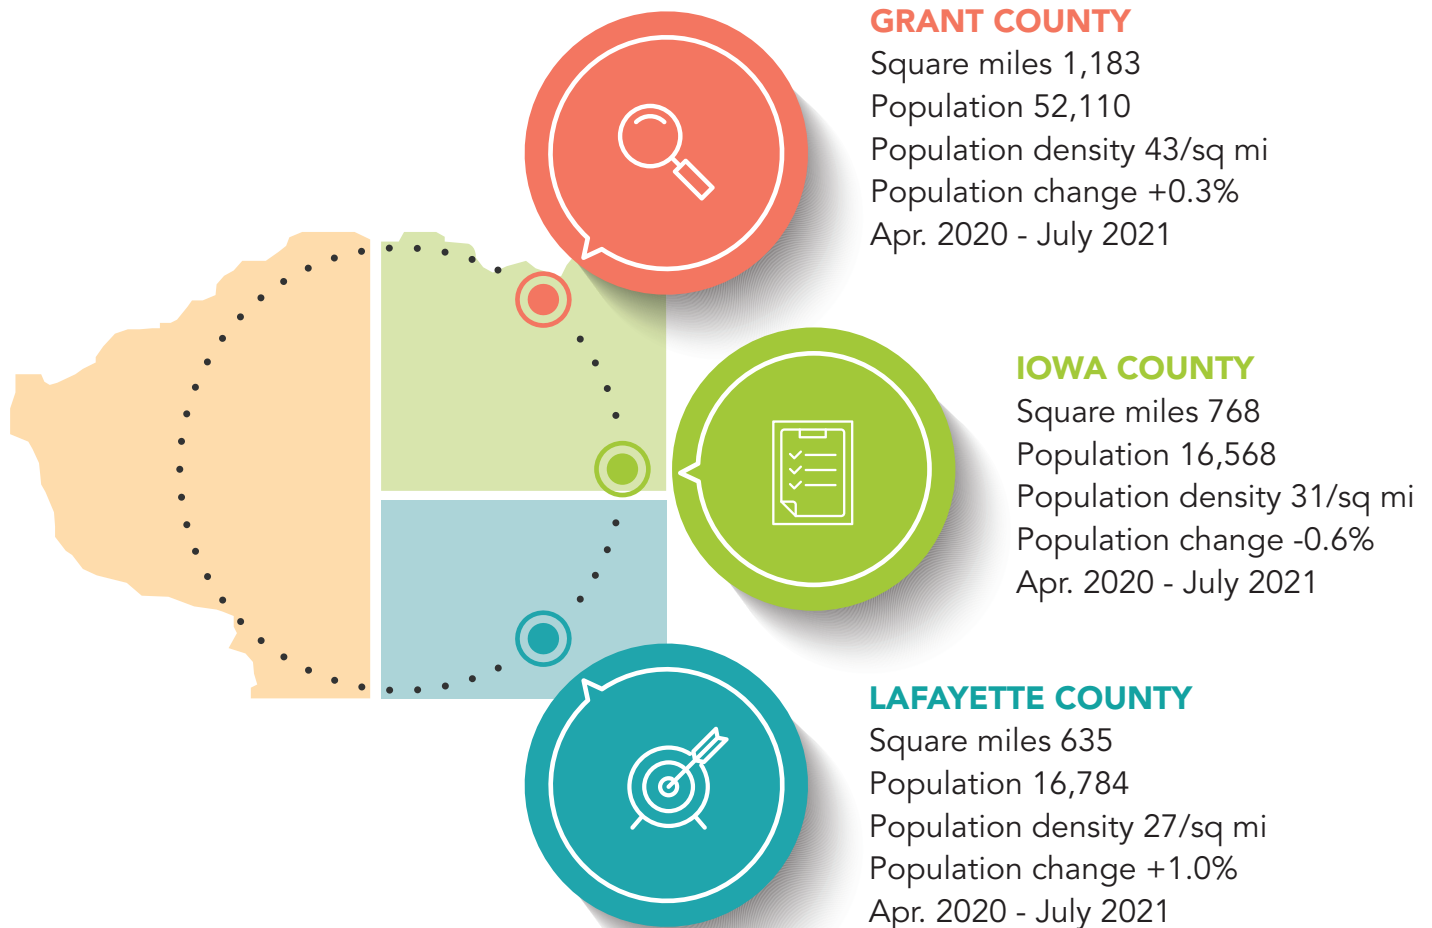 GRANT COUNTY
Square miles 1,183
Population 52,110
Population density 43/sq mi
Population change +0.3%
Apr. 2020 - July 2021
IOWA COUNTY
Square miles 768
Population 16,568
Population density 31/sq mi
Population change -0.6%
Apr. 2020 - July 2021
LAFAYETTE COUNTY
Square miles 635
Population 16,784
Population density 27/sq mi
Population change +1.0%
Apr. 2020 - July 2021